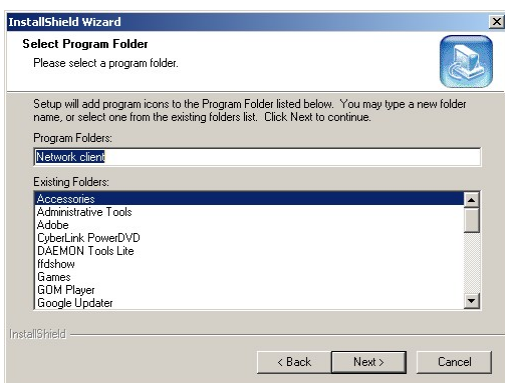 InstallShield Wizard
Select Program Folder
Please select a program folder.
Setup will add program icons to the Program Folder listed below. You may type a new folder
name, or select one from the existing folders list. Click Next to continue.
Program Folders:
Network client
Existing Folders:
Accessories
Administrative Tools
Adobe
CyberLink PowerDVD
DAEMON Tools Lite
ffdshow
Games
GOM Player
Google Updater
InstallShield
< Back
Next >
Cancel